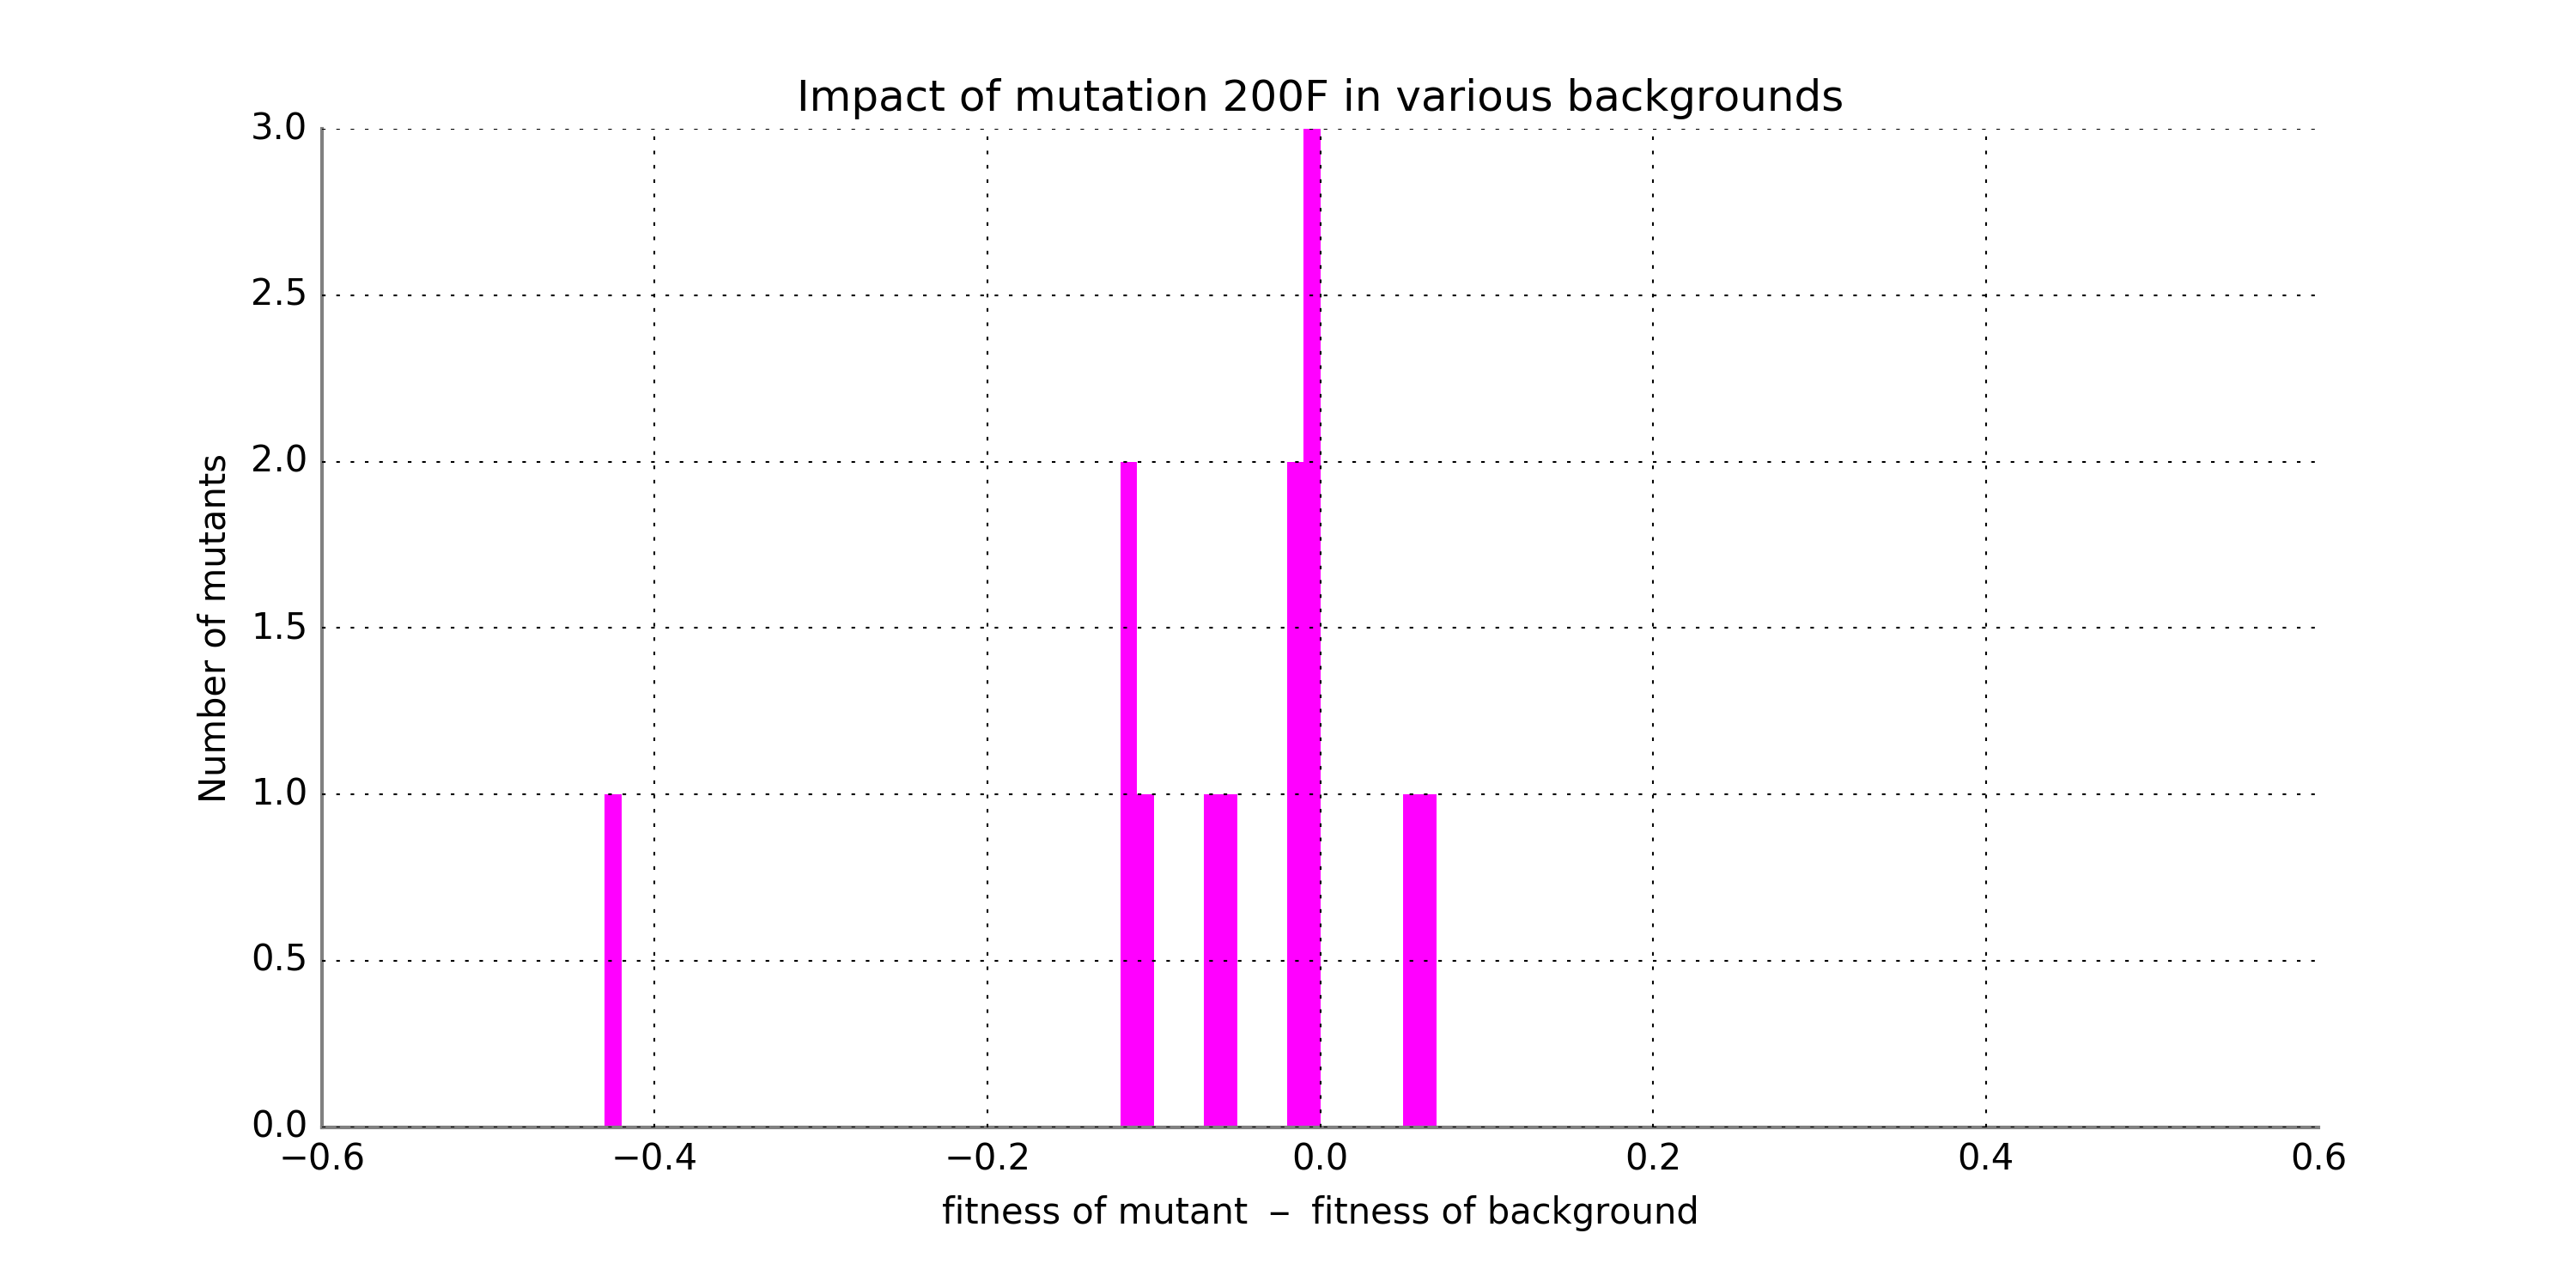 Impact of mutation 200F in various backgrounds
3.0
2.5
2.0
1.5
1.0
0.5
0.0
Number of mutants
−0.6 −0.4 −0.2 0.0 0.2 0.4 0.6
fitness of mutant − fitness of background